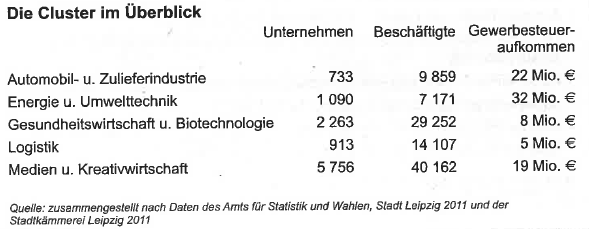 Die Cluster im Überblick
Unternehmen Beschäftigte Gewerbesteuer-
aufkommen
Automobil- u. Zulieferindustrie 733 9 859 22 Mio. €
Energie u. Umwelttechnik 1 090 7 171 32 Mio. €
Gesundheitswirtschaft u. Biotechnologie 2 263 29 252 8 Mio. €
Logistik 913 14 107 5 Mio. €
Medien u. Kreativwirtschaft 5 756 40 162 19 Mio. €
Quelle: zusammengestellt nach Daten des Amts für Statistik und Wahlen, Stadt Leipzig 2011 und der
Stadtkämmerei Leipzig 2011